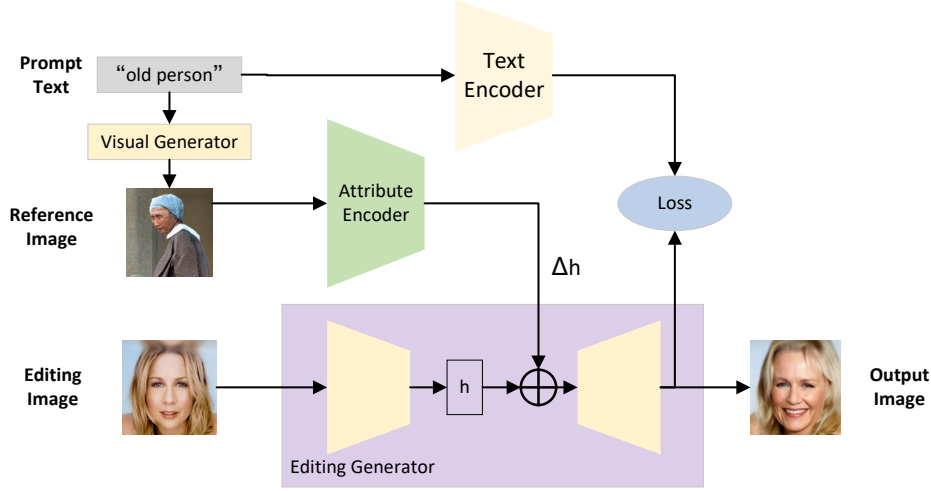 Prompt
Text
“old person”
Text
Encoder
Visual Generator
Attribute
Encoder
Reference
Image
Loss
Δh
Editing
Image
h
Output
Image
Editing Generator